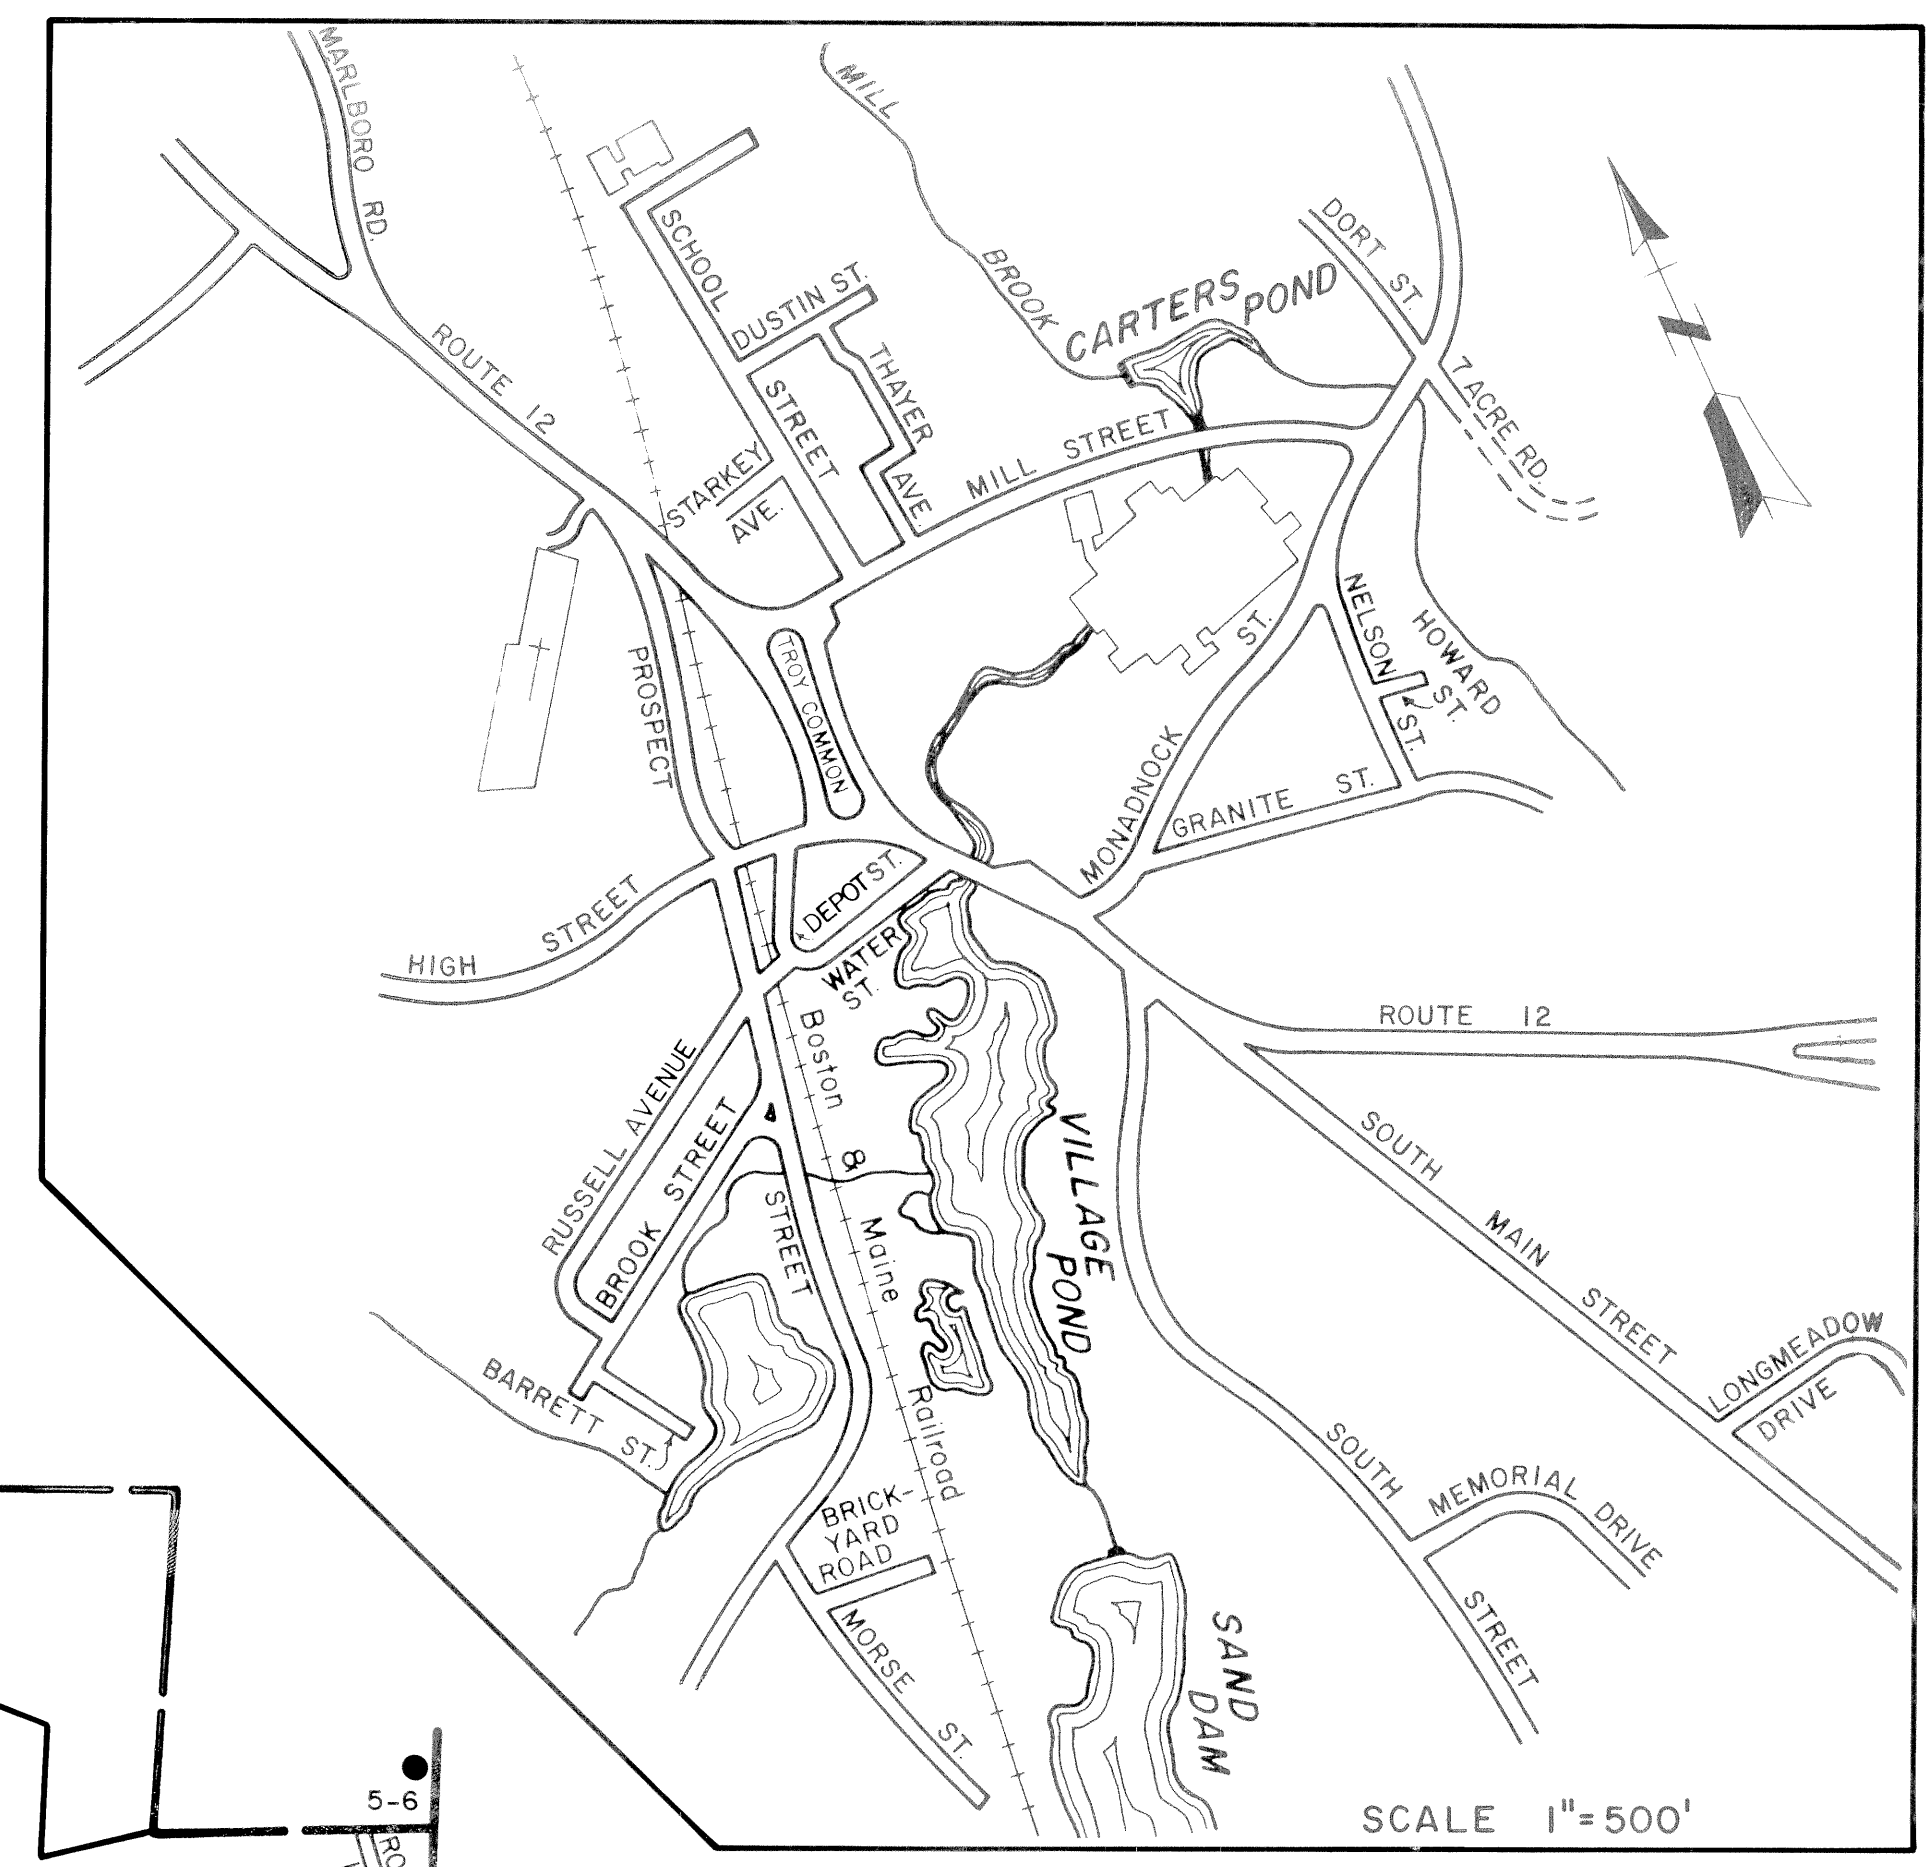 MARLBORO RD.
MILL
BROOK
SCHOOL
STREET
DUSTIN ST.
THAYER
AVE.
DORT
ST.
CARTERS
POND
ROUTE 12
STARKEY
AVE.
MILL STREET
7 ACRE RD.
N
PROSPECT
STREET
TROY COMMON
NELSON
ST.
HOWARD
ST.
MONADNOCK
ST.
GRANITE ST.
HIGH STREET
DEPOT ST.
WATER
ST.
ROUTE 12
Boston
&
Maine
Railroad
RUSSELL AVENUE
BROOK STREET
VILLAGE
POND
SOUTH MAIN STREET
BARRETT ST.
LONGMEADOW
DRIVE
SOUTH
STREET
MEMORIAL DRIVE
BRICK-
YARD
ROAD
MORSE ST.
SAND
DAM
5-6
RO
SCALE 1"=500'